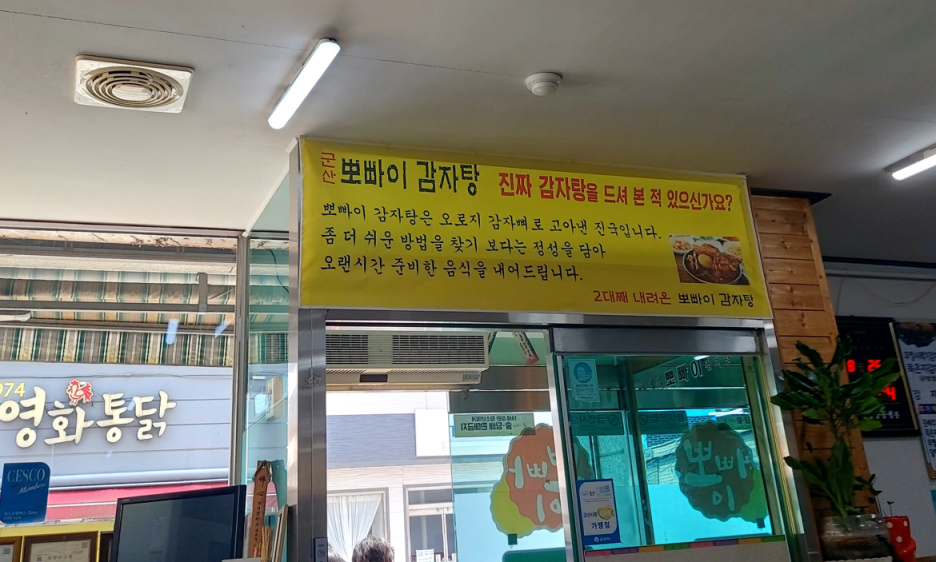 군산 뽀빠이 감자탕 진짜 감자탕을 드셔 본 적 있으신가요?
뽀빠이 감자탕은 오로지 감자뼈로 고아낸 진국입니다.
좀 더 쉬운 방법을 찾기 보다는 정성을 담아
오랜시간 준비한 음식을 내어드립니다.
2대째 내려온 뽀빠이 감자탕
974
영화통닭
CESCO
Members
뽀빠이
뽀빠이
가맹점